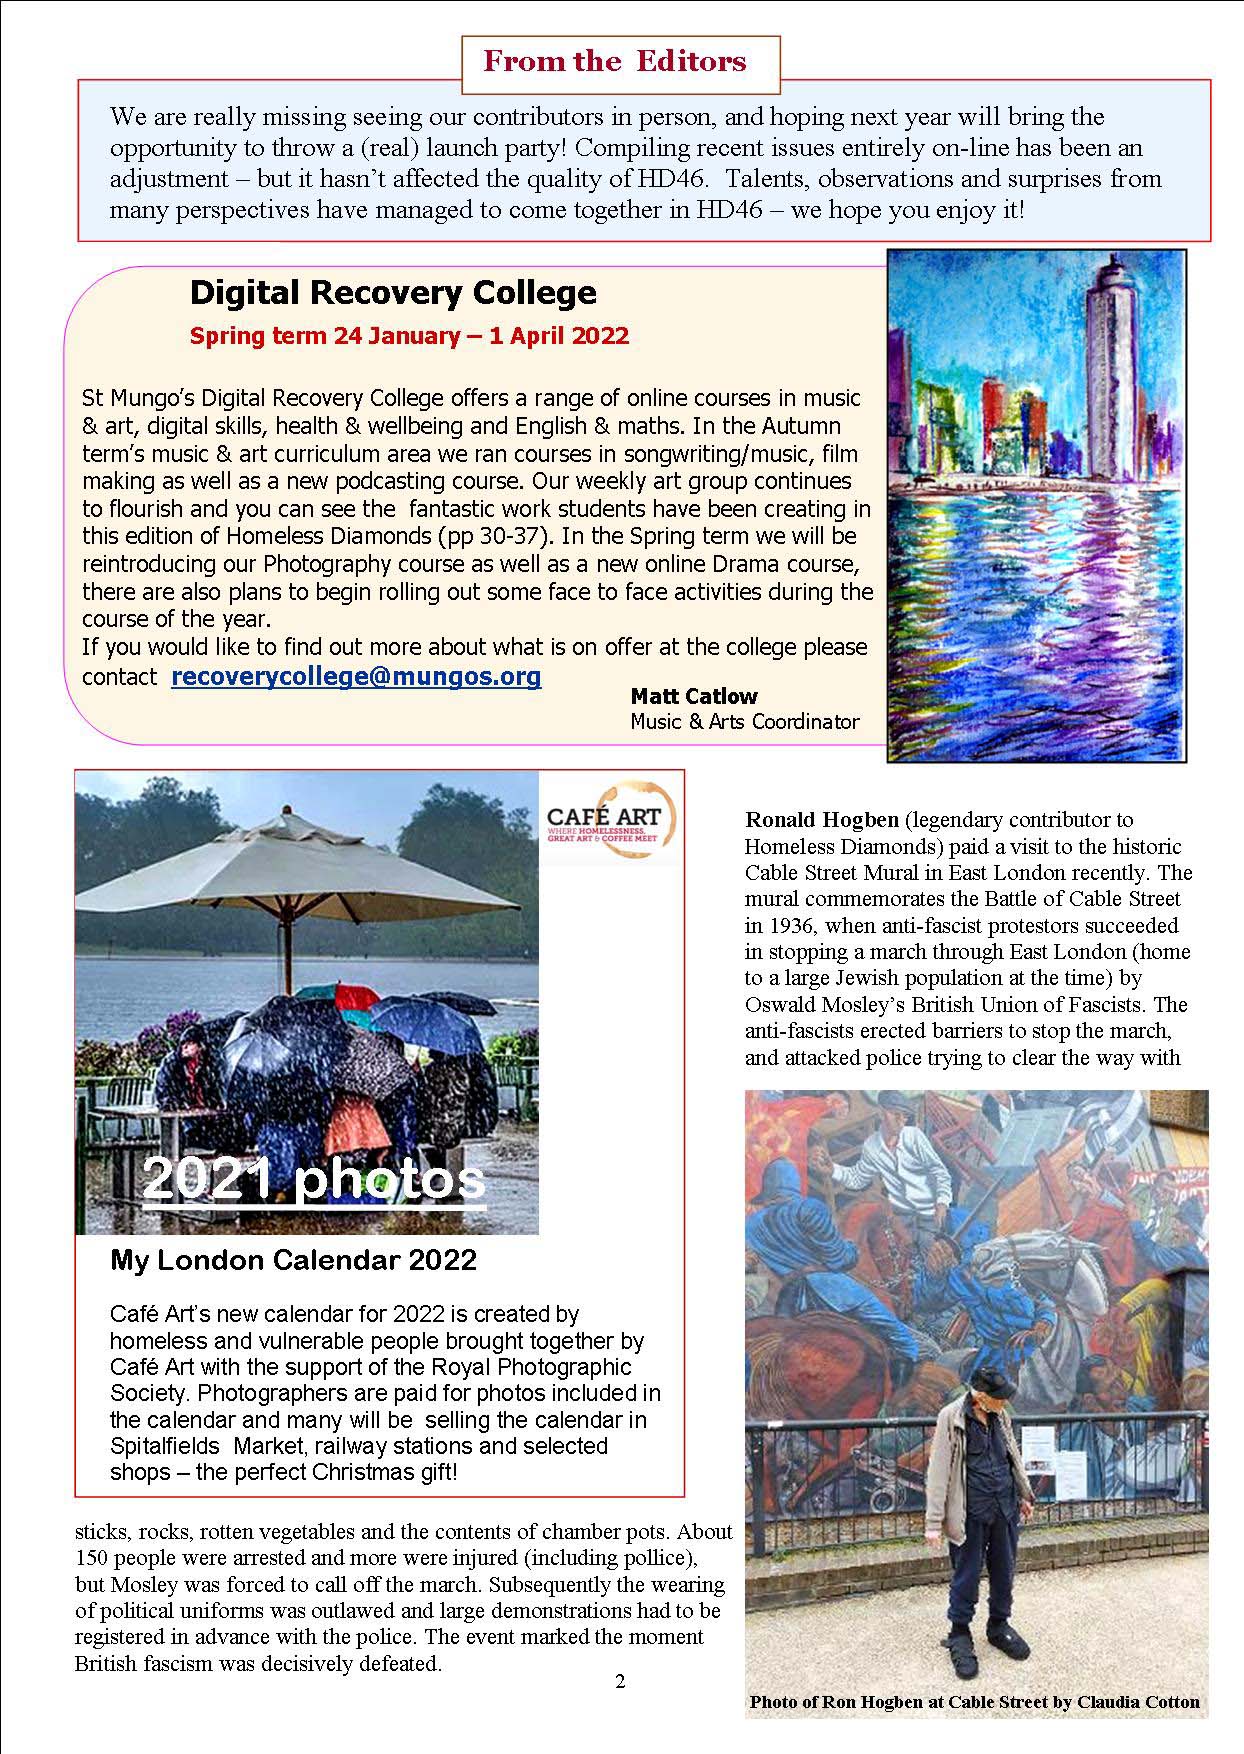 From the Editors
We are really missing seeing our contributors in person, and hoping next year will bring the
opportunity to throw a (real) launch party! Compiling recent issues entirely on-line has been an
adjustment – but it hasn't affected the quality of HD46. Talents, observations and surprises from
many perspectives have managed to come together in HD46 – we hope you enjoy it!
Digital Recovery College
Spring term 24 January – 1 April 2022
St Mungo's Digital Recovery College offers a range of online courses in music
& art, digital skills, health & wellbeing and English & maths. In the Autumn
term's music & art curriculum area we ran courses in songwriting/music, film
making as well as a new podcasting course. Our weekly art group continues
to flourish and you can see the fantastic work students have been creating in
this edition of Homeless Diamonds (pp 30-37). In the Spring term we will be
reintroducing our Photography course as well as a new online Drama course,
there are also plans to begin rolling out some face to face activities during the
course of the year.
If you would like to find out more about what is on offer at the college please
contact recoverycollege@mungos.org
Matt Catlow
Music & Arts Coordinator
CAFÉ ART
WHERE HOMELESSNESS,
GREAT ART & COFFEE MEET
2021 photos
My London Calendar 2022
Café Art's new calendar for 2022 is created by
homeless and vulnerable people brought together by
Café Art with the support of the Royal Photographic
Society. Photographers are paid for photos included in
the calendar and many will be selling the calendar in
Spitalfields Market, railway stations and selected
shops – the perfect Christmas gift!
Ronald Hogben (legendary contributor to
Homeless Diamonds) paid a visit to the historic
Cable Street Mural in East London recently. The
mural commemorates the Battle of Cable Street
in 1936, when anti-fascist protestors succeeded
in stopping a march through East London (home
to a large Jewish population at the time) by
Oswald Mosley's British Union of Fascists. The
anti-fascists erected barriers to stop the march,
and attacked police trying to clear the way with
sticks, rocks, rotten vegetables and the contents of chamber pots. About
150 people were arrested and more were injured (including pollice),
but Mosley was forced to call off the march. Subsequently the wearing
of political uniforms was outlawed and large demonstrations had to be
registered in advance with the police. The event marked the moment
British fascism was decisively defeated.
Photo of Ron Hogben at Cable Street by Claudia Cotton
2